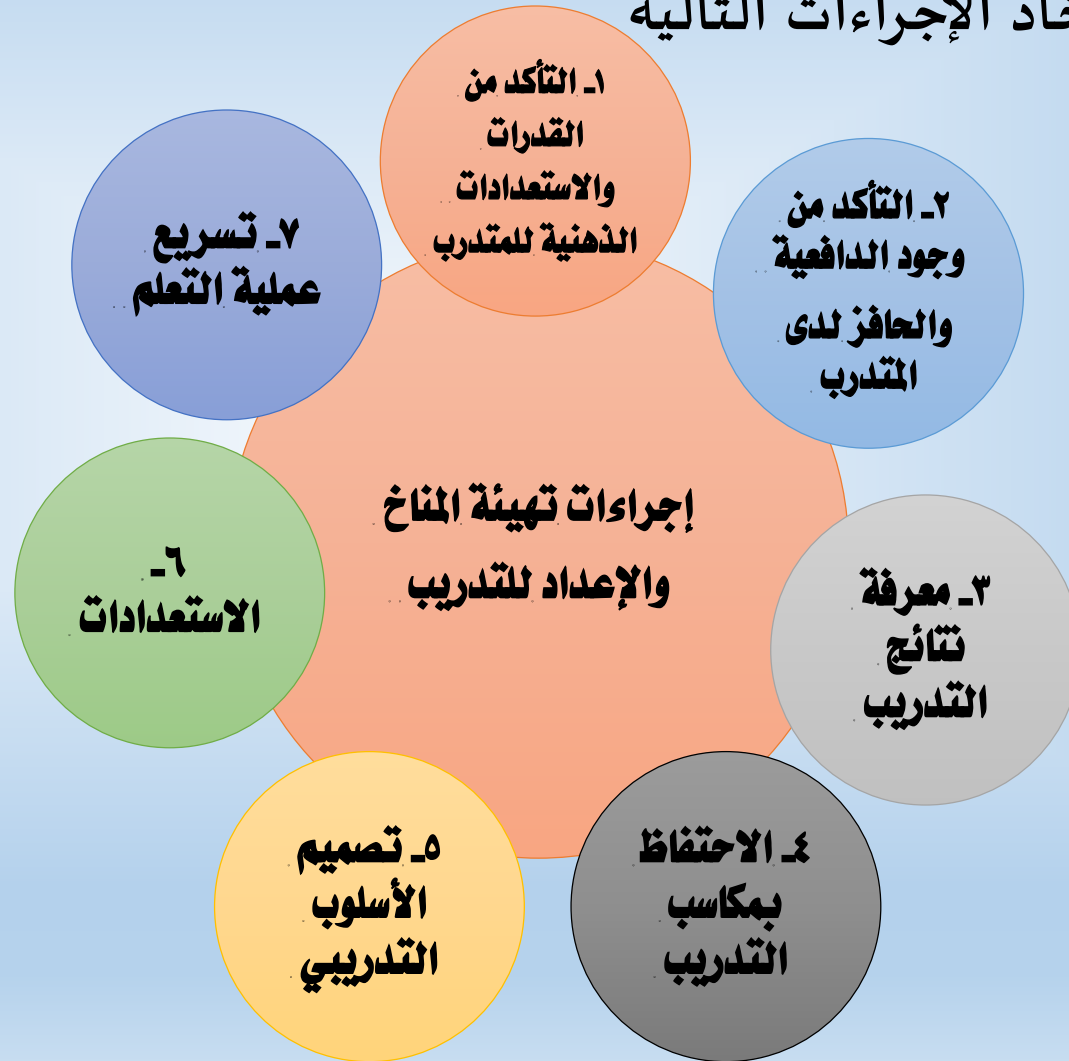 الإجراءات التالية
١ـ التأكد من
القدرات
والاستعدادات
الذهنية للمتدرب
٢ـ التأكد من
وجود الدافعية
والحافز لدى
المتدرب
٣ـ معرفة
نتائج
التدريب
٤ـ الاحتفاظ
بمكاسب
التدريب
٥ـ تصميم
الأسلوب
التدريبي
٦ـ
الاستعدادات
٧ـ تسريع
عملية التعلم
إجراءات تهيئة المناخ
والإعداد للتدريب